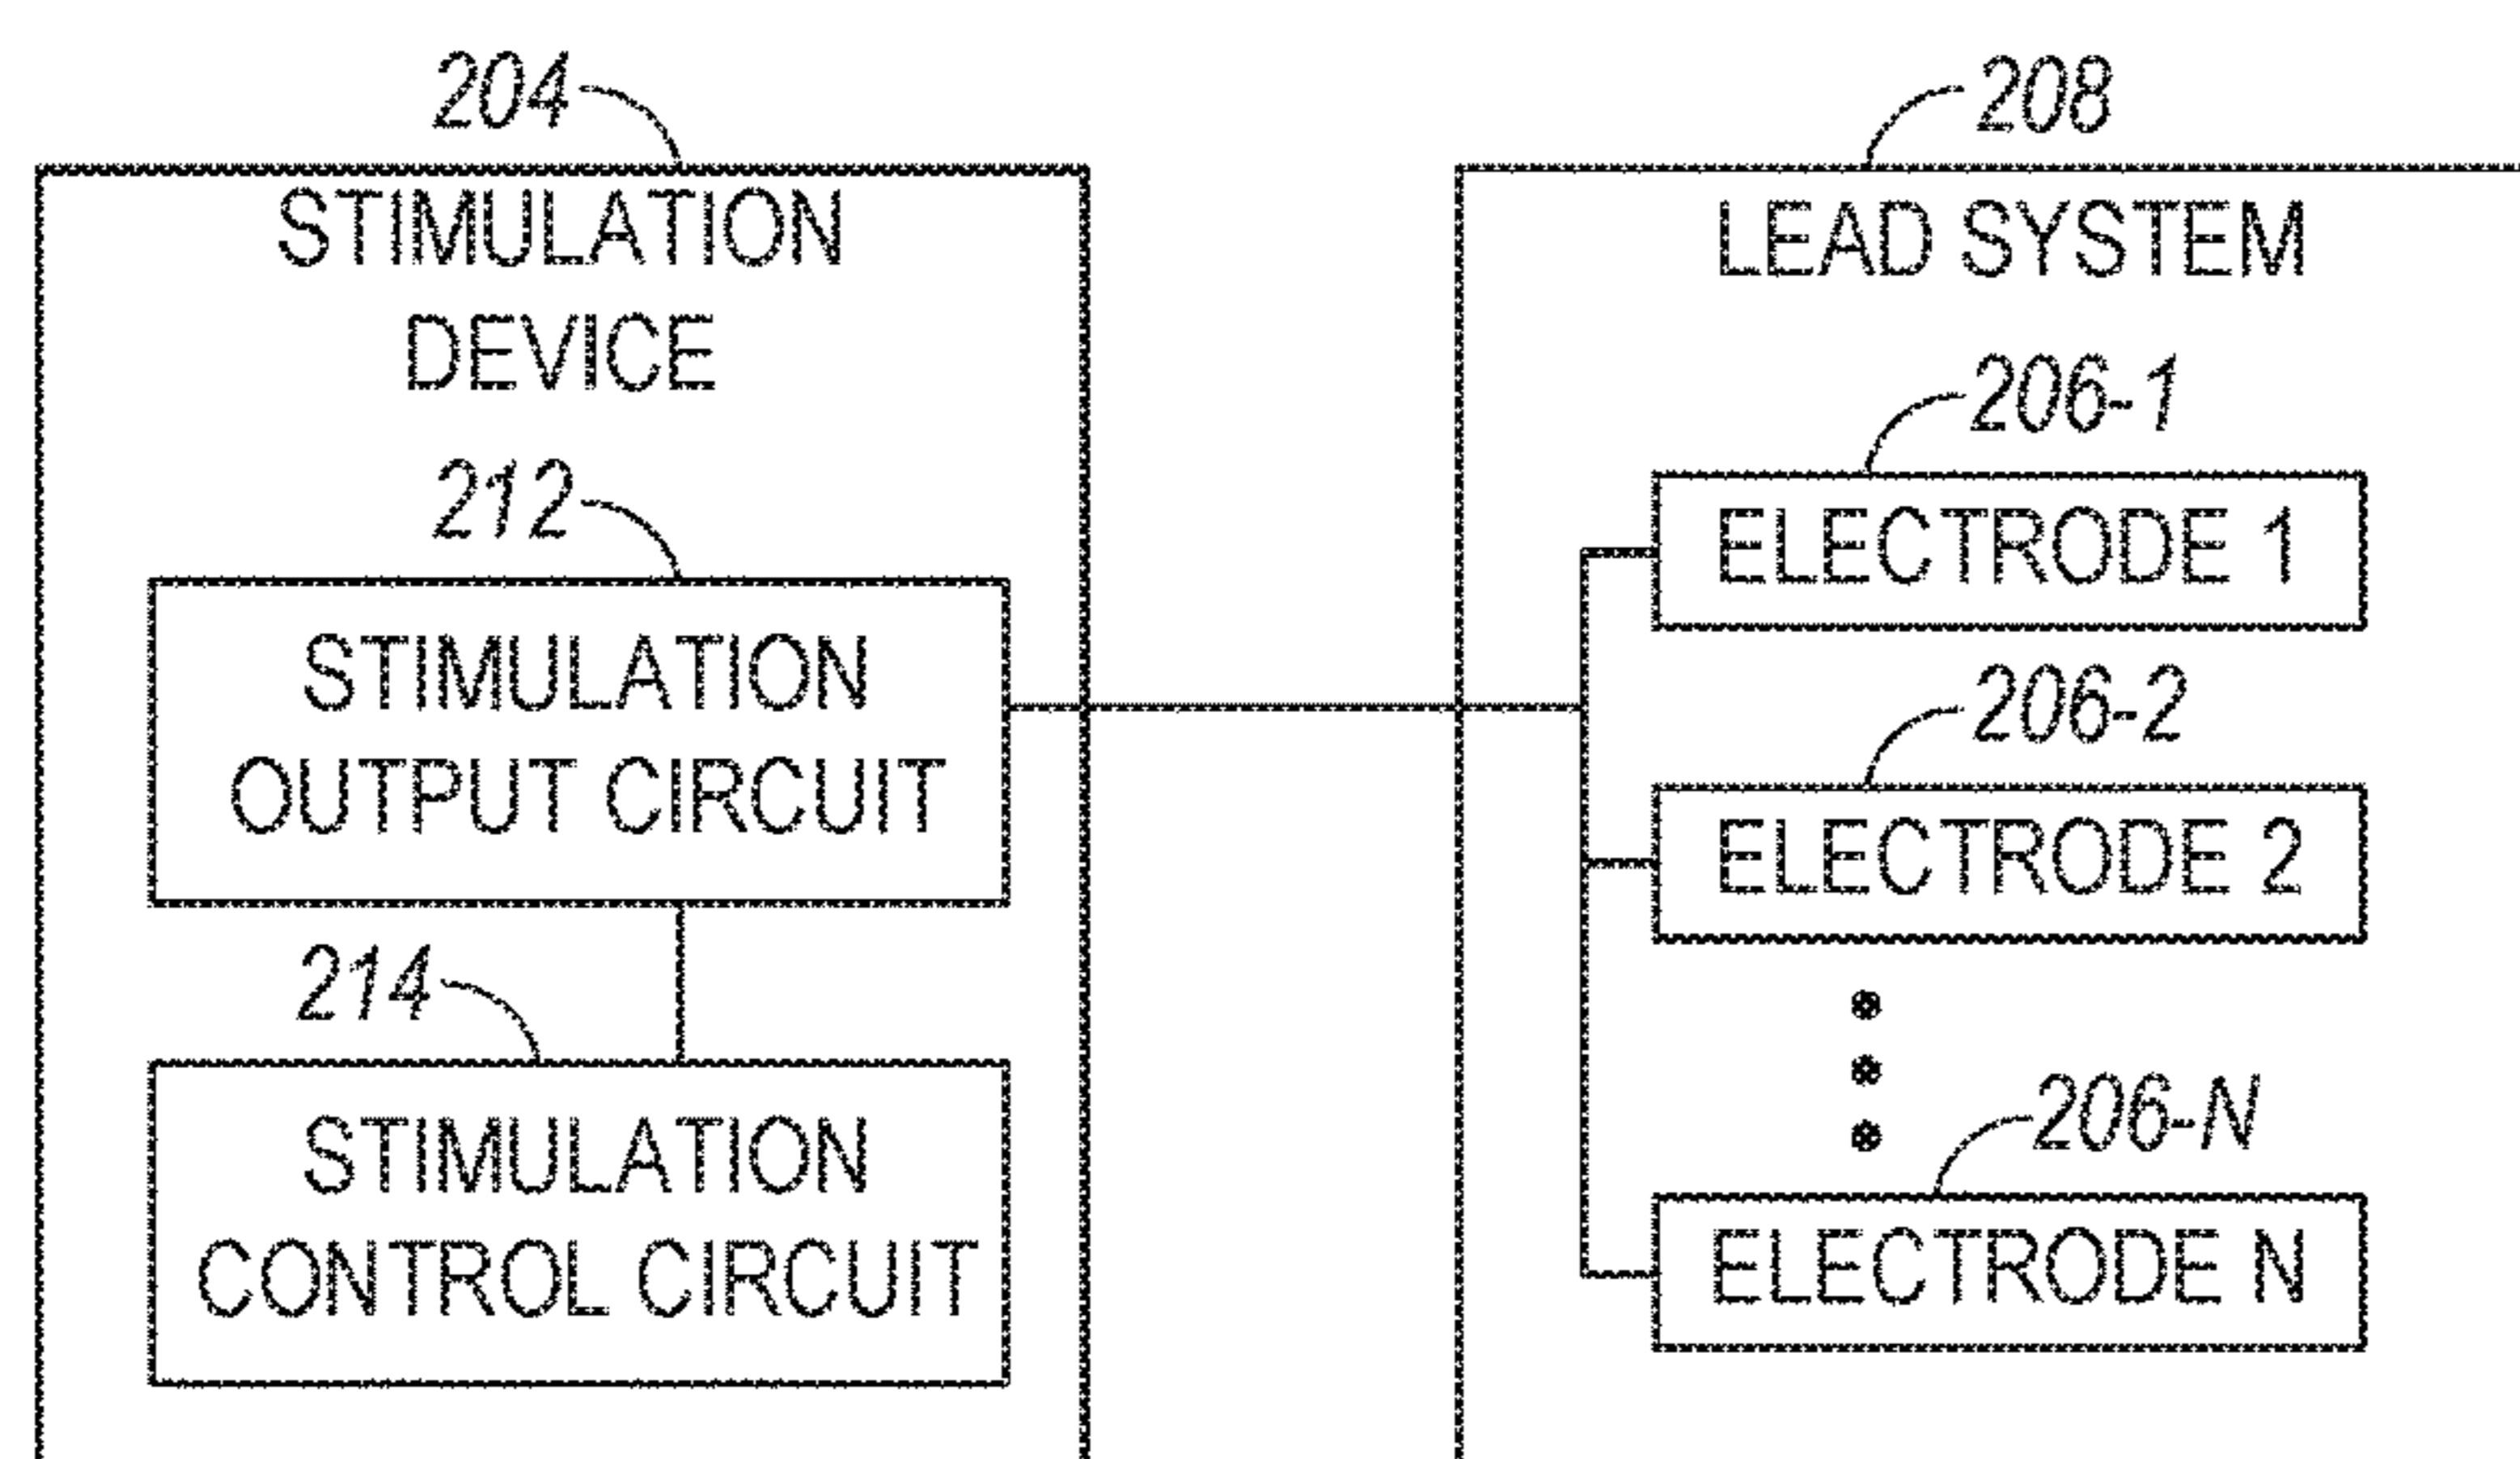 204
STIMULATION
DEVICE
212
STIMULATION
OUTPUT CIRCUIT
214
STIMULATION
CONTROL CIRCUIT
208
LEAD SYSTEM
206-1
ELECTRODE 1
206-2
ELECTRODE 2
206-N
ELECTRODE N